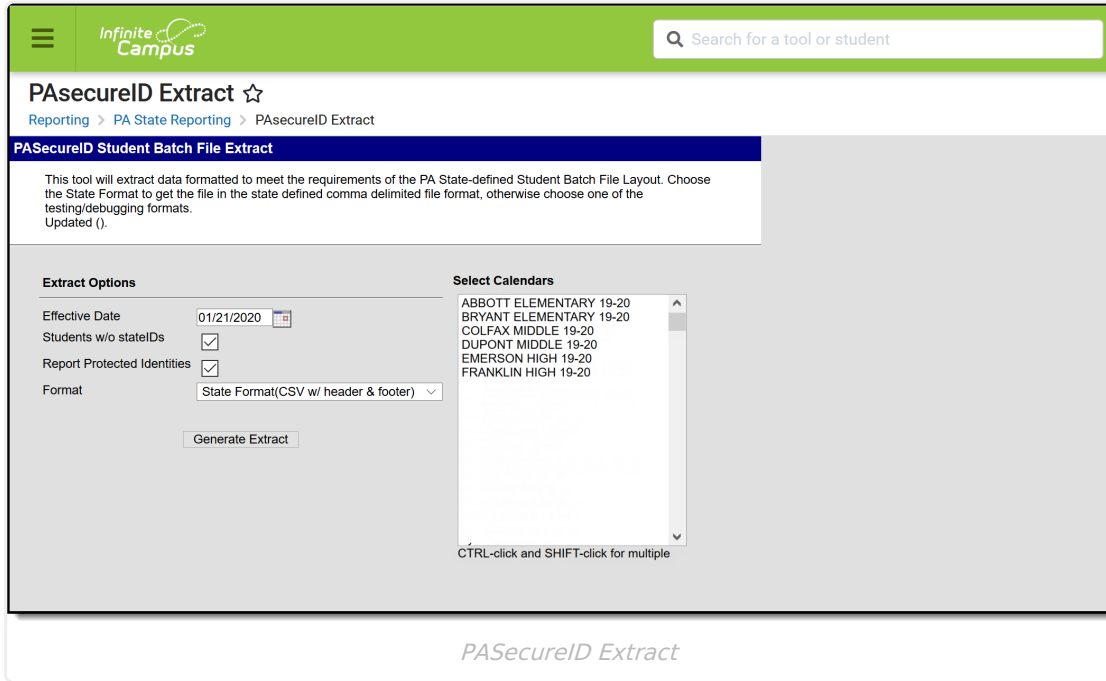 Infinite
Campus
Search for a tool or student
PAsecureID Extract
Reporting > PA State Reporting > PAsecureID Extract
PASecureID Student Batch File Extract
This tool will extract data formatted to meet the requirements of the PA State-defined Student Batch File Layout. Choose
the State Format to get the file in the state defined comma delimited file format, otherwise choose one of the
testing/debugging formats.
Updated ().
Extract Options
Effective Date 01/21/2020
Students w/o stateIDs
Report Protected Identities
Format State Format(CSV w/ header & footer)
Generate Extract
Select Calendars
ABBOTT ELEMENTARY 19-20
BRYANT ELEMENTARY 19-20
COLFAX MIDDLE 19-20
DUPONT MIDDLE 19-20
EMERSON HIGH 19-20
FRANKLIN HIGH 19-20
CTRL-click and SHIFT-click for multiple
PASecureID Extract